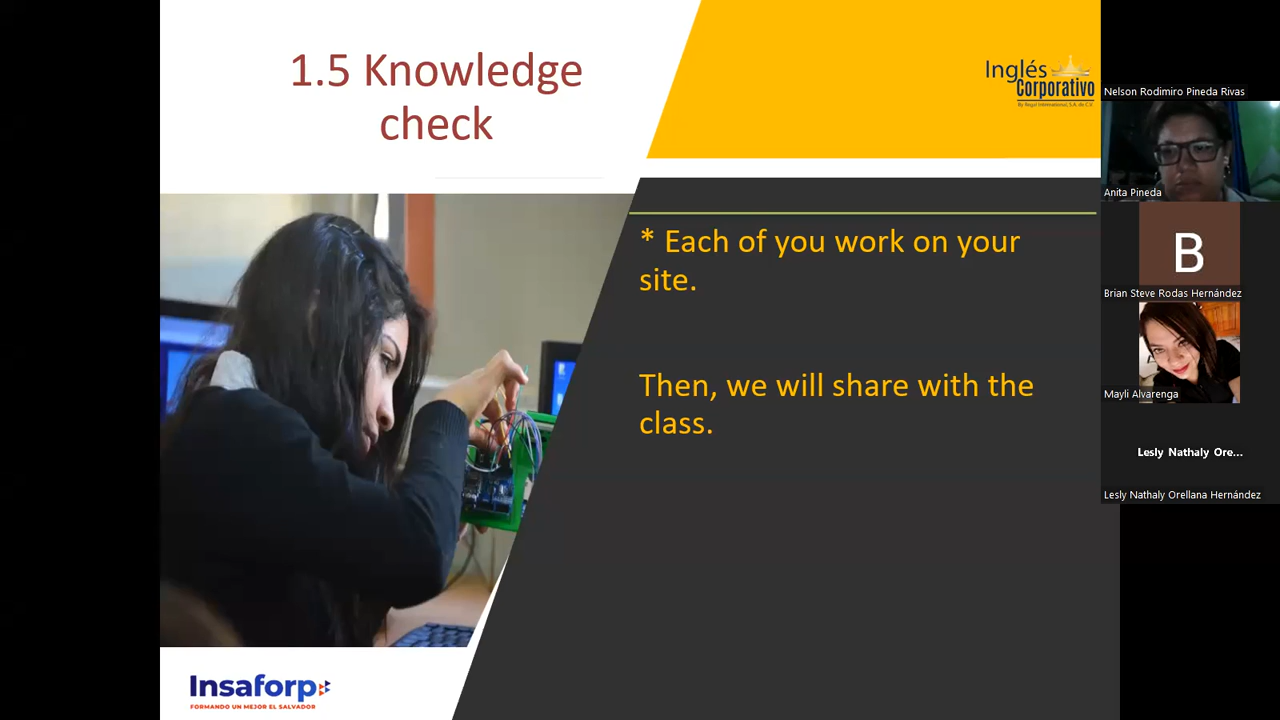 1.5 Knowledge
check
Inglés
Corporativo
By Regal International, S.A. de C.V.
* Each of you work on your
site.
Then, we will share with the
class.
Insaforp
FORMANDO UN MEJOR EL SALVADOR
Nelson Rodimiro Pineda Rivas
Anita Pineda
B
Brian Steve Rodas Hernández
Mayli Alvarenga
Lesly Nathaly Ore...
Lesly Nathaly Orellana Hernández